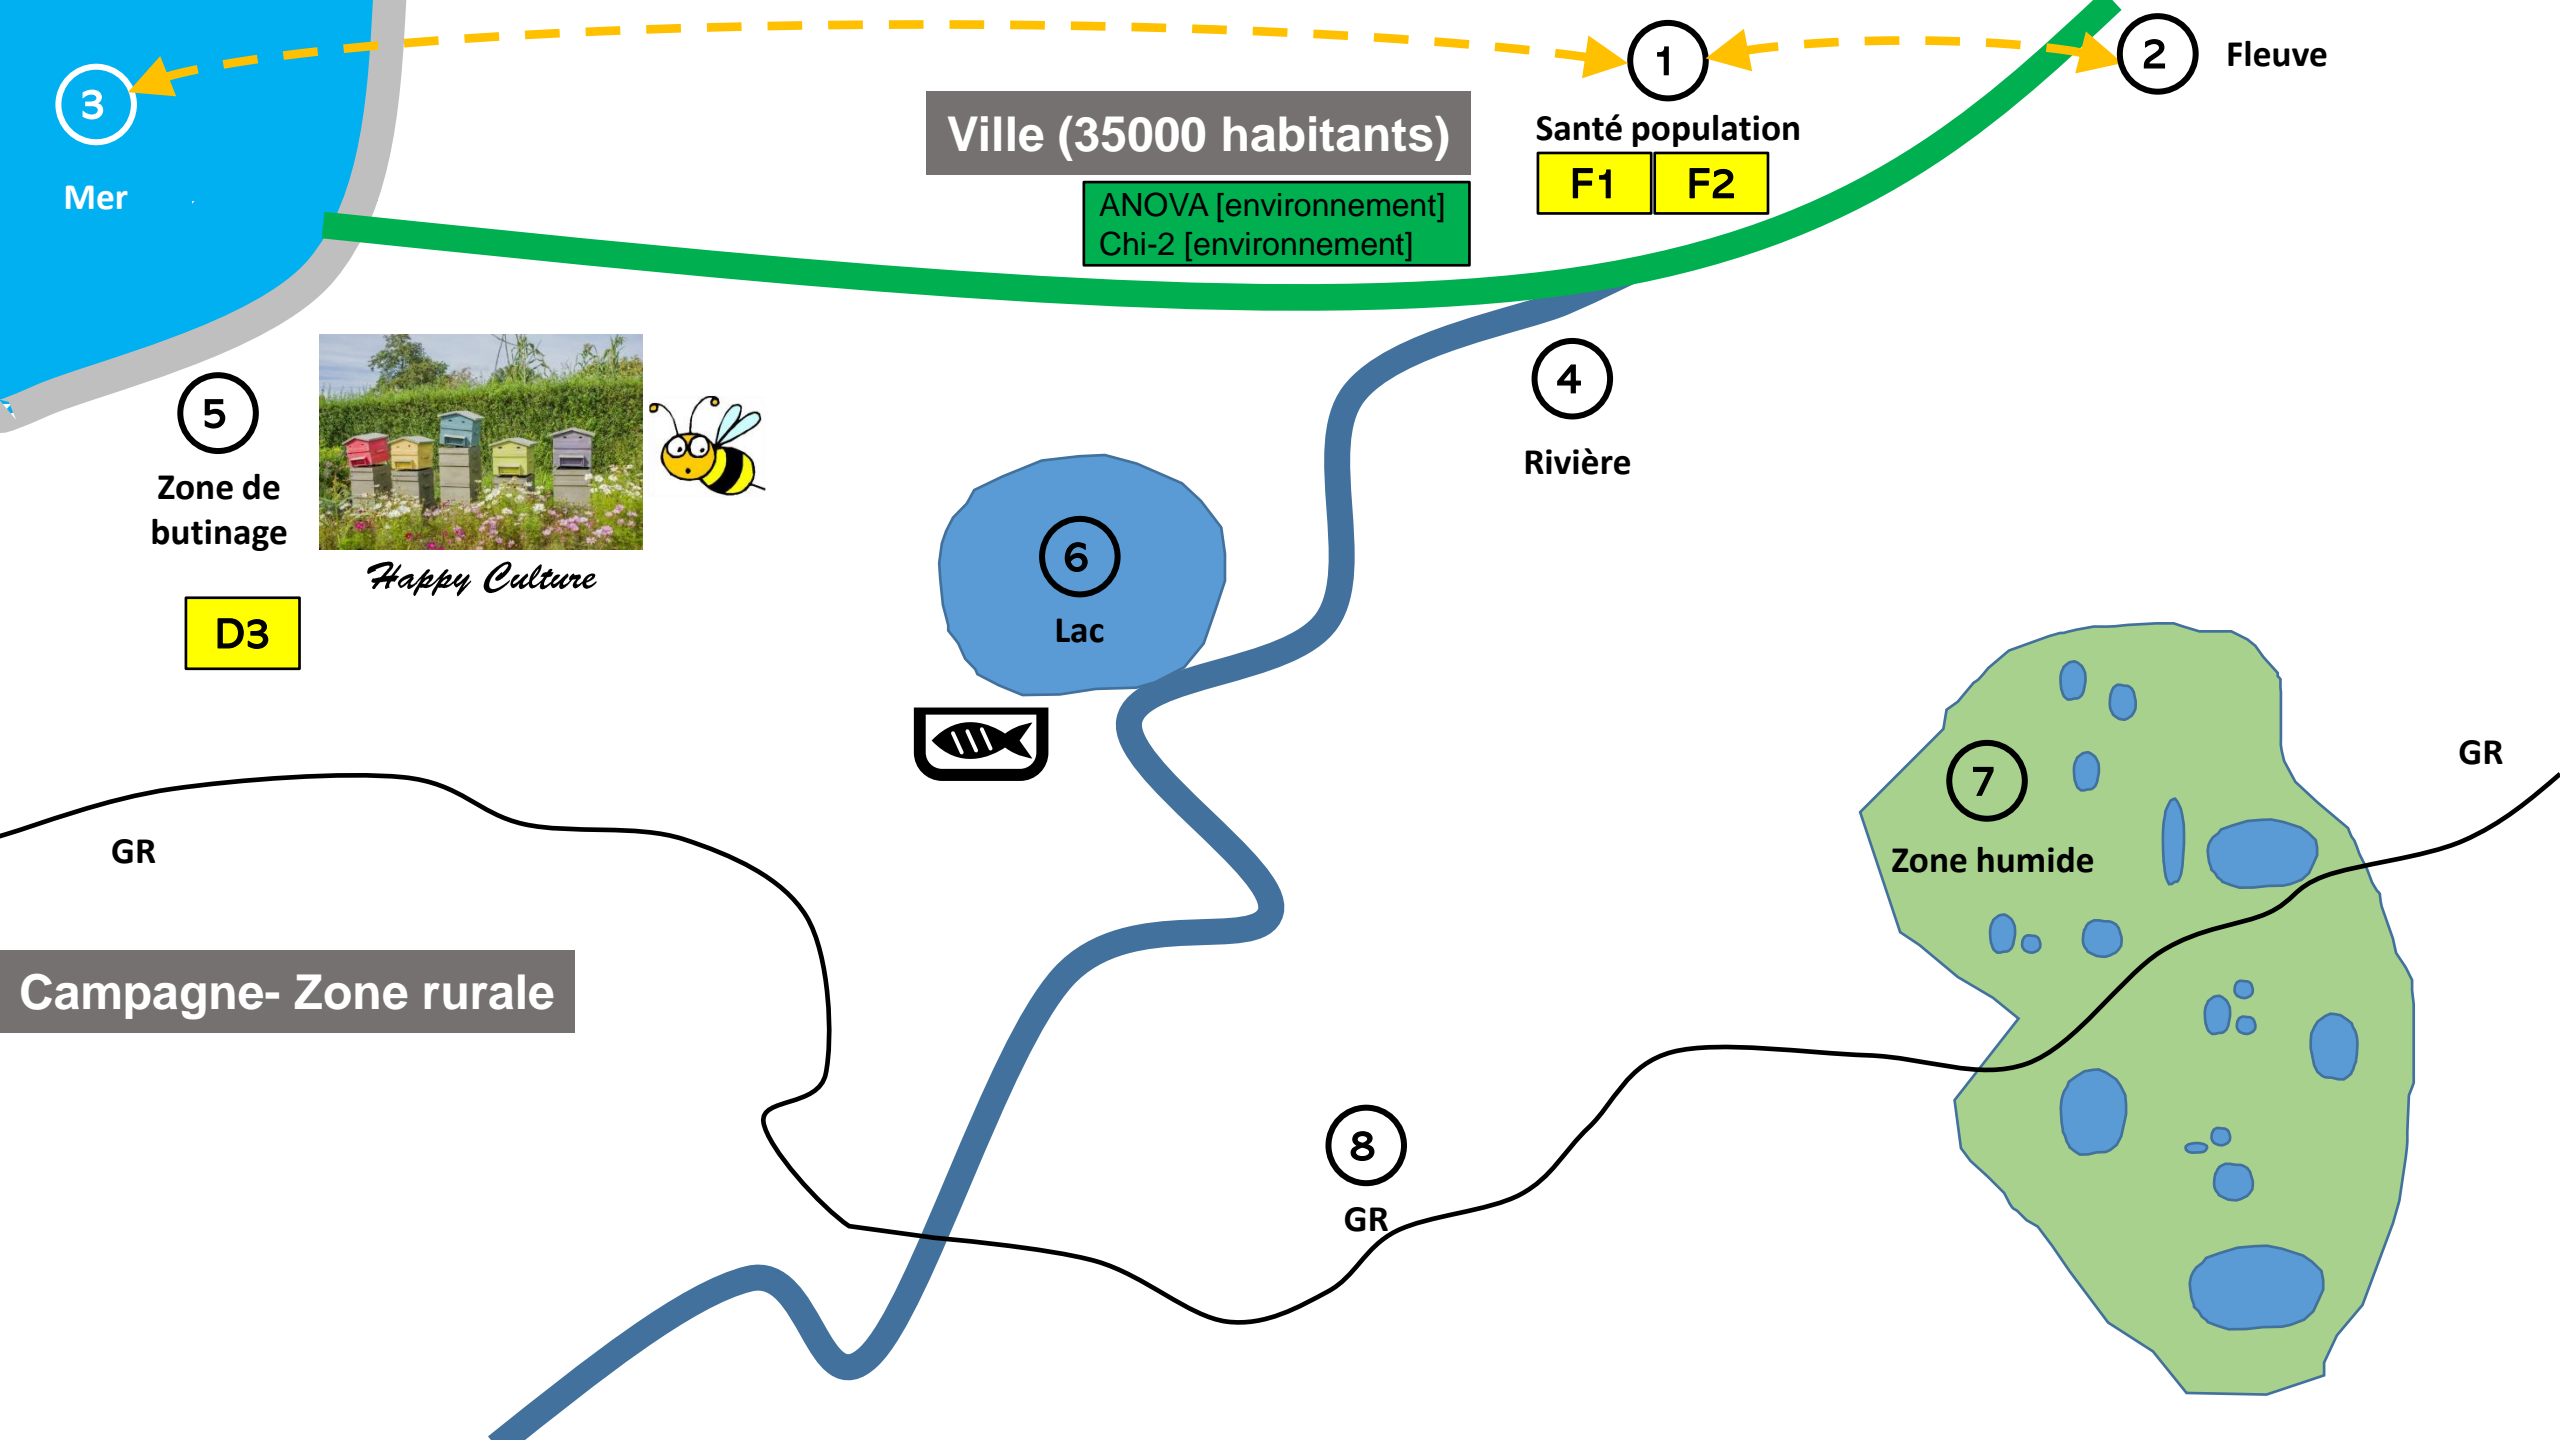 1
2
Fleuve
3
Ville (35000 habitants)
Santé population
F1
F2
Mer
ANOVA [environnement]
Chi-2 [environnement]
4
5
Rivière
Zone de
butinage
Happy Culture
6
Lac
D3
7
GR
Zone humide
GR
Campagne- Zone rurale
8
GR